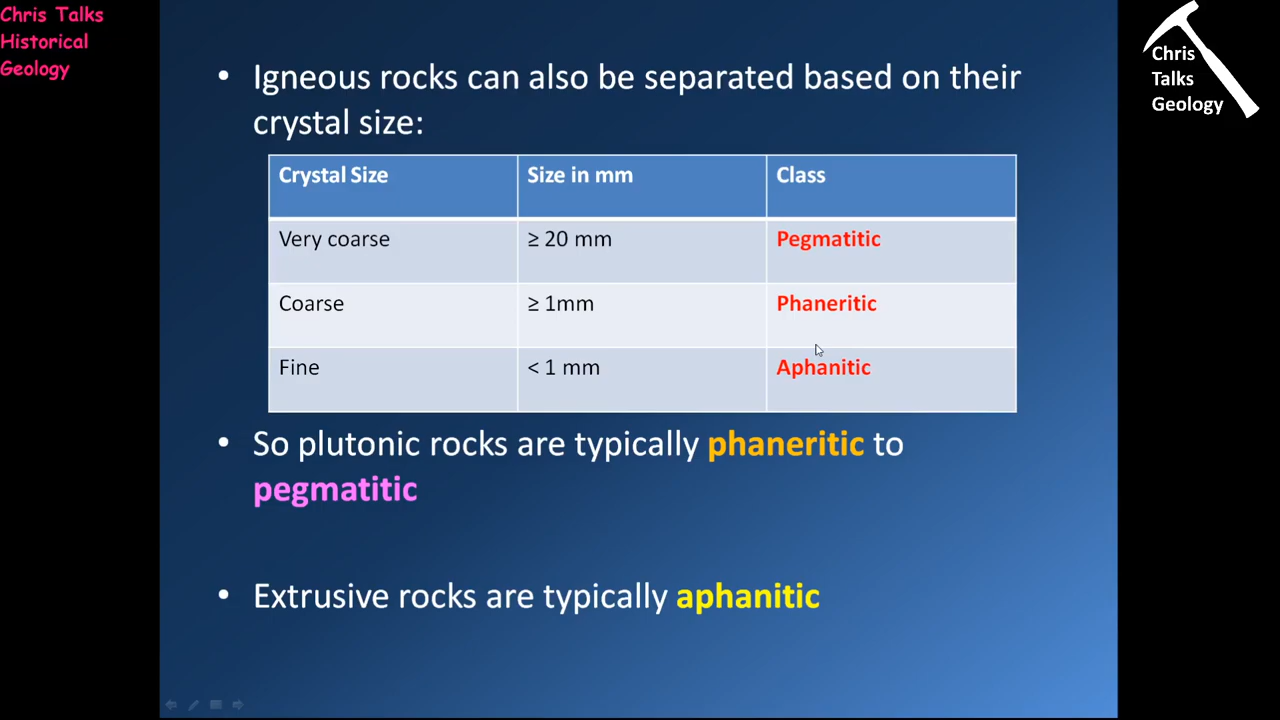 Chris Talks
Historical
Geology
Chris
Talks
Geology
• Igneous rocks can also be separated based on their
crystal size:
Crystal Size Size in mm Class
Very coarse ≥ 20 mm Pegmatitic
Coarse ≥ 1mm Phaneritic
Fine < 1 mm Aphanitic
• So plutonic rocks are typically phaneritic to
pegmatitic
• Extrusive rocks are typically aphanitic